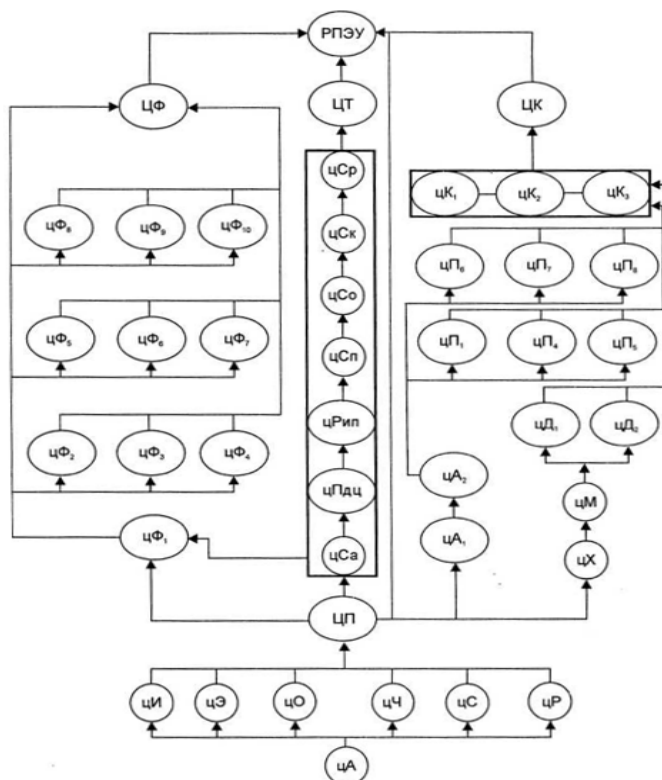 РПЭУ
ЦФ ЦТ ЦК
цСр
цК₁ цК₂ цК₃
цФ₈ цФ₉ цФ₁₀ цСк
цП₆ цП₇ цП₈
цСо
цФ₅ цФ₆ цФ₇ цСп цП₁ цП₄ цП₅
цРип цД₁ цД₂
цФ₂ цФ₃ цФ₄
цПдц цА₂ цМ
цФ₁ цСа цА₁ цХ
ЦП
цИ цЭ цО цЧ цС цР
цА